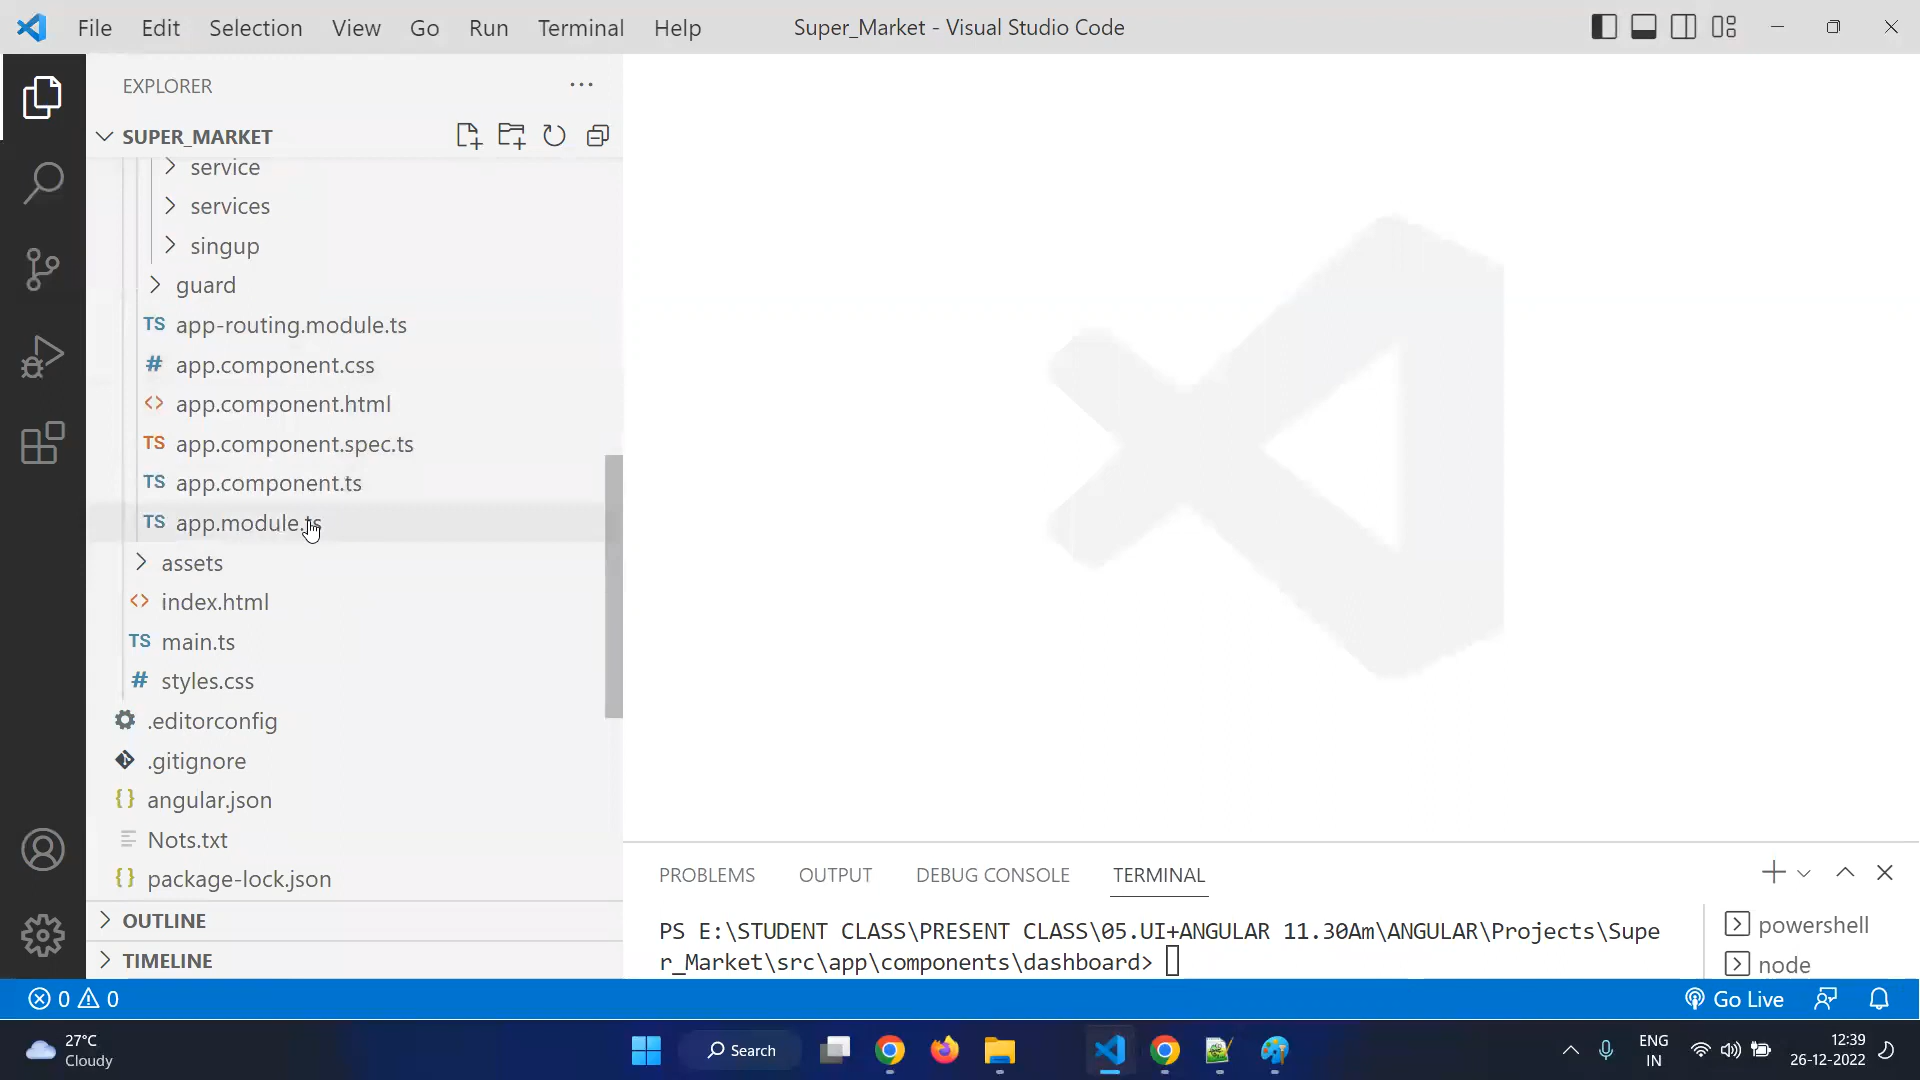 File Edit Selection View Go Run Terminal Help Super_Market - Visual Studio Code
EXPLORER
SUPER_MARKET
service
services
singup
guard
TS app-routing.module.ts
# app.component.css
<> app.component.html
TS app.component.spec.ts
TS app.component.ts
TS app.module.ts
assets
<> index.html
TS main.ts
# styles.css
.editorconfig
.gitignore
{} angular.json
Nots.txt
{} package-lock.json
OUTLINE
TIMELINE
PROBLEMS OUTPUT DEBUG CONSOLE TERMINAL
PS E:\STUDENT CLASS\PRESENT CLASS\05.UI+ANGULAR 11.30Am\ANGULAR\Projects\Supe
r_Market\src\app\components\dashboard>
powershell
node
0 0 Go Live
27°C
Cloudy
Search
ENG
IN
12:39
26-12-2022